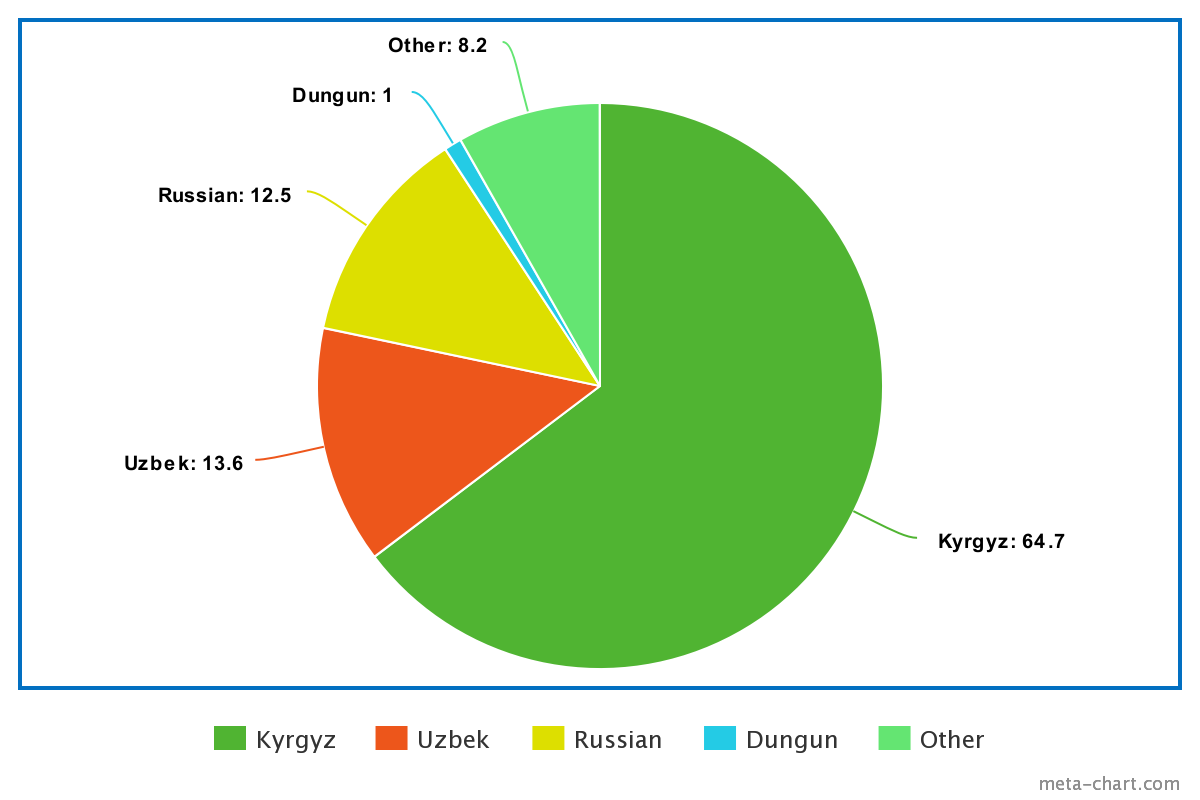 Other: 8.2
Dungun: 1
Russian: 12.5
Uzbek: 13.6
Kyrgyz: 64.7
Kyrgyz Uzbek Russian Dungun Other
meta-chart.com